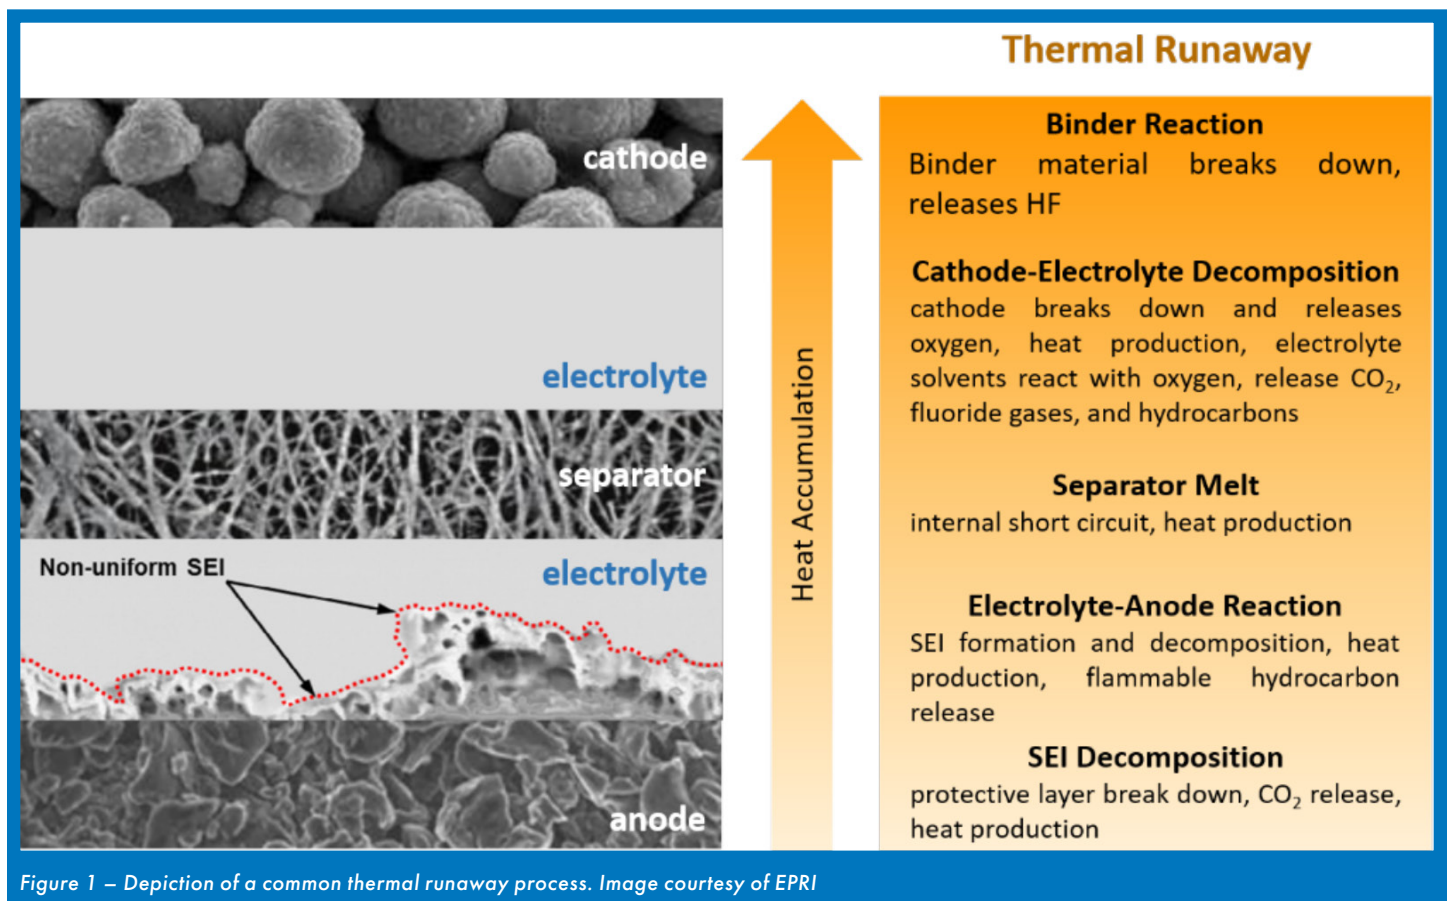 Thermal Runaway
cathode
electrolyte
separator
Non-uniform SEI
electrolyte
anode
Heat Accumulation
Binder Reaction
Binder material breaks down,
releases HF
Cathode-Electrolyte Decomposition
cathode breaks down and releases
oxygen, heat production, electrolyte
solvents react with oxygen, release CO₂,
fluoride gases, and hydrocarbons
Separator Melt
internal short circuit, heat production
Electrolyte-Anode Reaction
SEI formation and decomposition, heat
production, flammable hydrocarbon
release
SEI Decomposition
protective layer break down, CO₂ release,
heat production
Figure 1 – Depiction of a common thermal runaway process. Image courtesy of EPRI